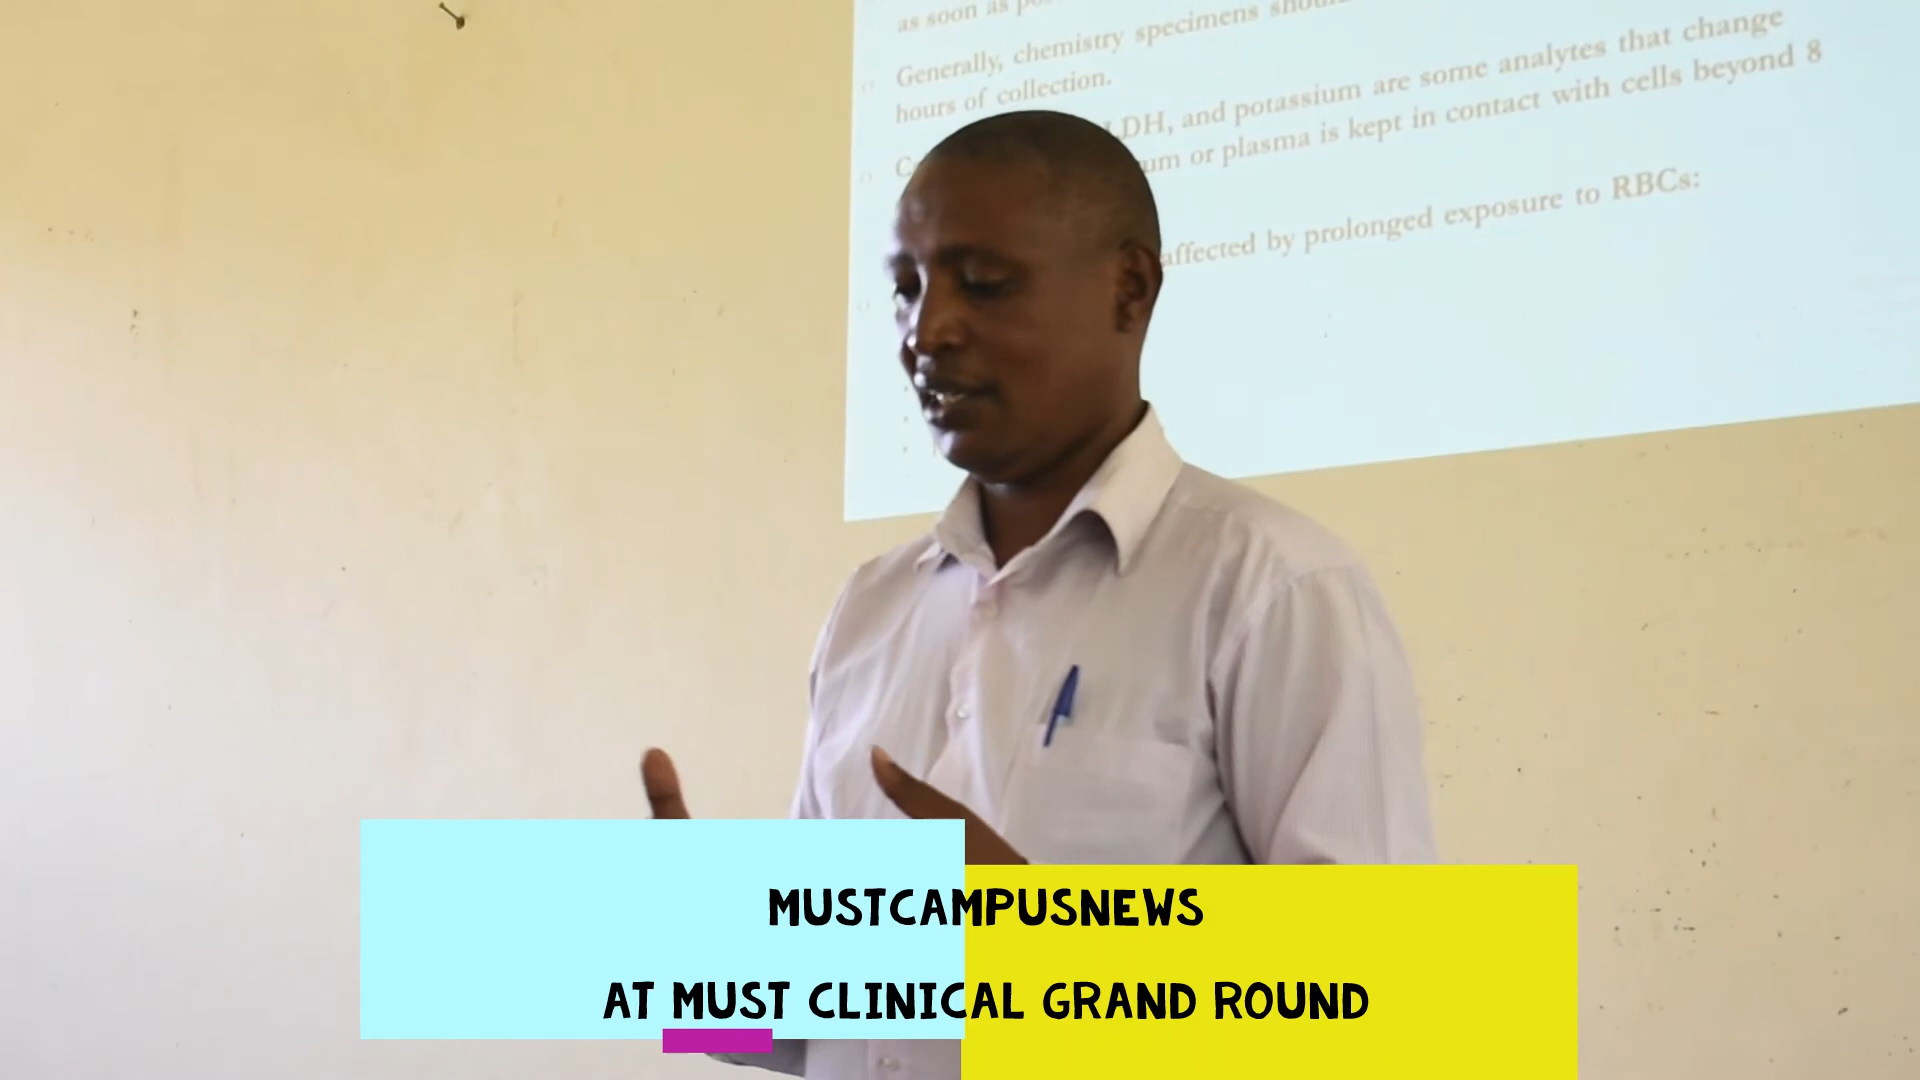 as soon as
Generally, chemistry specimens
hours of collection.
LDH, and potassium are some analytes that change
or plasma is kept in contact with cells beyond 8
affected by prolonged exposure to RBCs:
MUSTCAMPUSNEWS
AT MUST CLINICAL GRAND ROUND